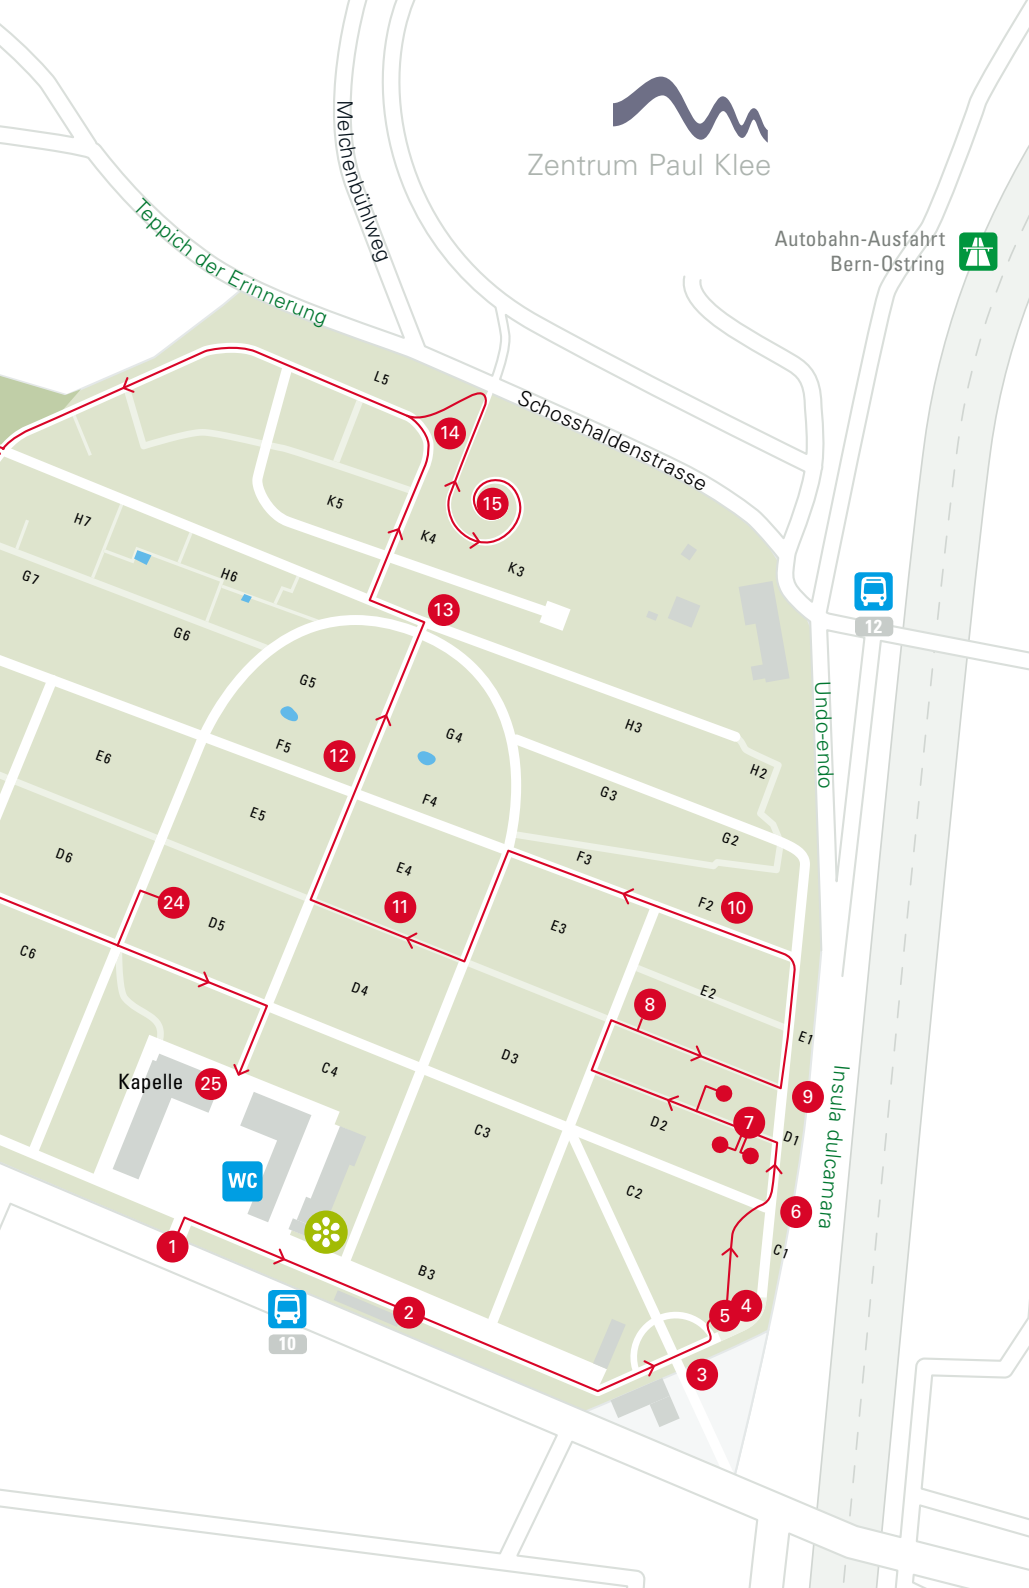 Melchenbühlweg
Zentrum Paul Klee
Teppich der Erinnerung
Autobahn-Ausfahrt
Bern-Ostring
L5
Schosshaldenstrasse
14
K5
15
H7
K4
K3
G7
H6
13
12
G6
G5
Undo-endo
G4
H3
F5
12
E6
H2
F4
G3
E5
G2
D6
E4
F3
24
11
F2
10
D5
E3
C6
D4
E2
8
E1
D3
Kapelle
25
C4
9
Insula dulcamara
C3
D2
7
D1
WC
C2
6
1
C1
B3
10
2
5
4
3